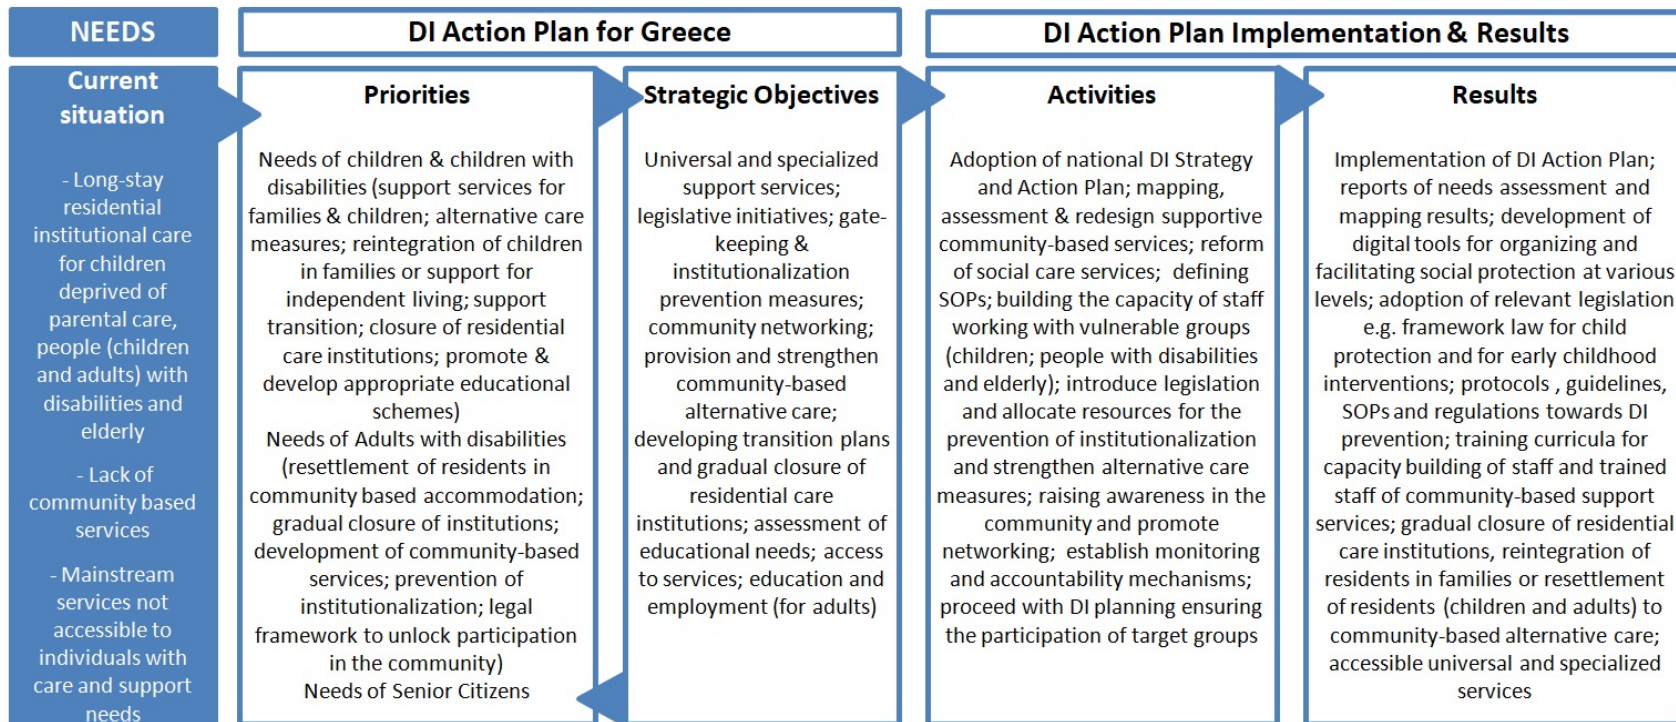 NEEDS
Current
situation
- Long-stay
residential
institutional care
for children
deprived of
parental care,
people (children
and adults) with
disabilities and
elderly
- Lack of
community based
services
- Mainstream
services not
accessible to
individuals with
care and support
needs
DI Action Plan for Greece
Priorities
Needs of children & children with
disabilities (support services for
families & children; alternative care
measures; reintegration of children
in families or support for
independent living; support
transition; closure of residential
care institutions; promote &
develop appropriate educational
schemes)
Needs of Adults with disabilities
(resettlement of residents in
community based accommodation;
gradual closure of institutions;
development of community-based
services; prevention of
institutionalization; legal
framework to unlock participation
in the community)
Needs of Senior Citizens
Strategic Objectives
Universal and specialized
support services;
legislative initiatives; gate-
keeping &
institutionalization
prevention measures;
community networking;
provision and strengthen
community-based
alternative care;
developing transition plans
and gradual closure of
residential care
institutions; assessment of
educational needs; access
to services; education and
employment (for adults)
DI Action Plan Implementation & Results
Activities
Adoption of national DI Strategy
and Action Plan; mapping,
assessment & redesign supportive
community-based services; reform
of social care services; defining
SOPs; building the capacity of staff
working with vulnerable groups
(children; people with disabilities
and elderly); introduce legislation
and allocate resources for the
prevention of institutionalization
and strengthen alternative care
measures; raising awareness in the
community and promote
networking; establish monitoring
and accountability mechanisms;
proceed with DI planning ensuring
the participation of target groups
Results
Implementation of DI Action Plan;
reports of needs assessment and
mapping results; development of
digital tools for organizing and
facilitating social protection at various
levels; adoption of relevant legislation
e.g. framework law for child
protection and for early childhood
interventions; protocols , guidelines,
SOPs and regulations towards DI
prevention; training curricula for
capacity building of staff and trained
staff of community-based support
services; gradual closure of residential
care institutions, reintegration of
residents in families or resettlement
of residents (children and adults) to
community-based alternative care;
accessible universal and specialized
services